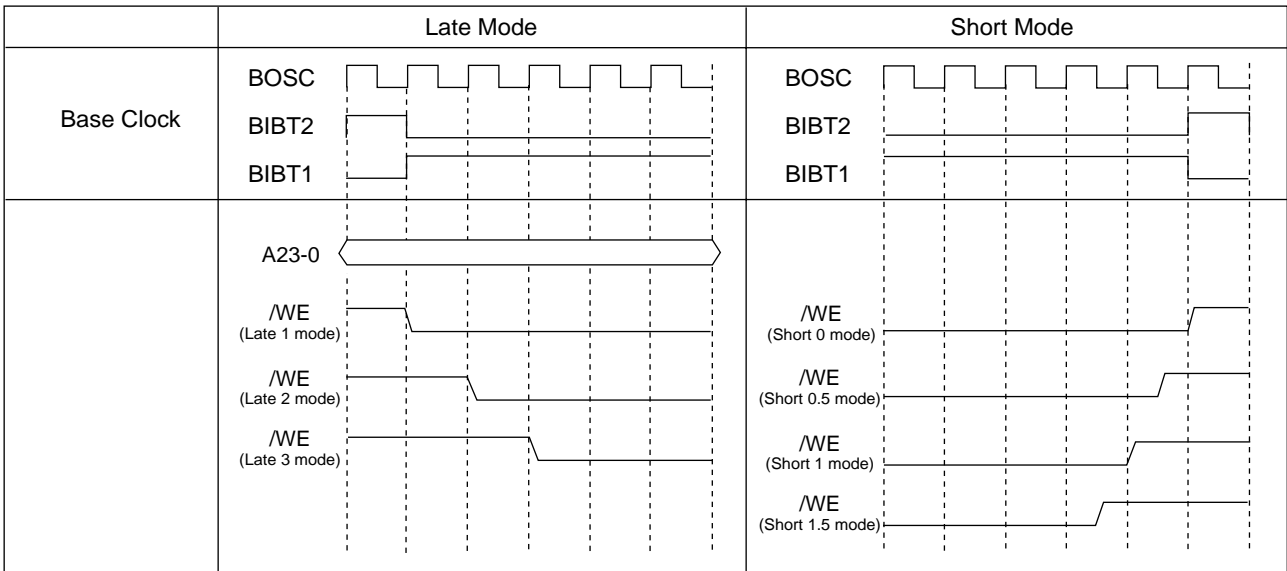 Late Mode
Short Mode
Base Clock
BOSC
BIBT2
BIBT1
BOSC
BIBT2
BIBT1
A23-0
/WE
(Late 1 mode)
/WE
(Late 2 mode)
/WE
(Late 3 mode)
/WE
(Short 0 mode)
/WE
(Short 0.5 mode)
/WE
(Short 1 mode)
/WE
(Short 1.5 mode)